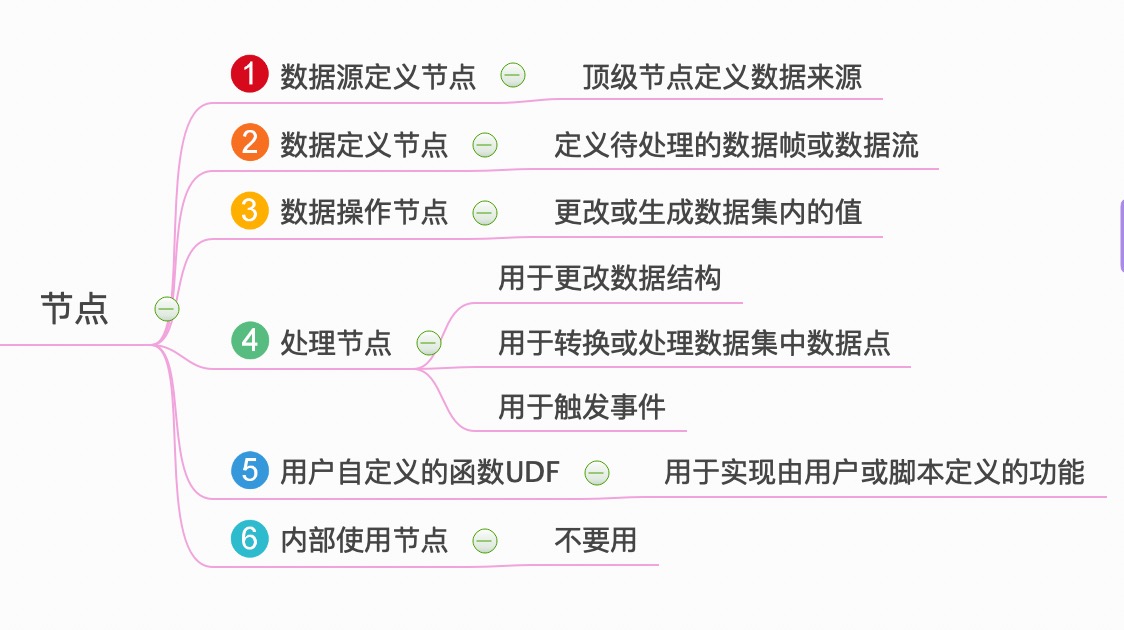 节点
1 数据源定义节点 顶级节点定义数据来源
2 数据定义节点 定义待处理的数据帧或数据流
3 数据操作节点 更改或生成数据集内的值
4 处理节点
用于更改数据结构
用于转换或处理数据集中数据点
用于触发事件
5 用户自定义的函数UDF 用于实现由用户或脚本定义的功能
6 内部使用节点 不要用